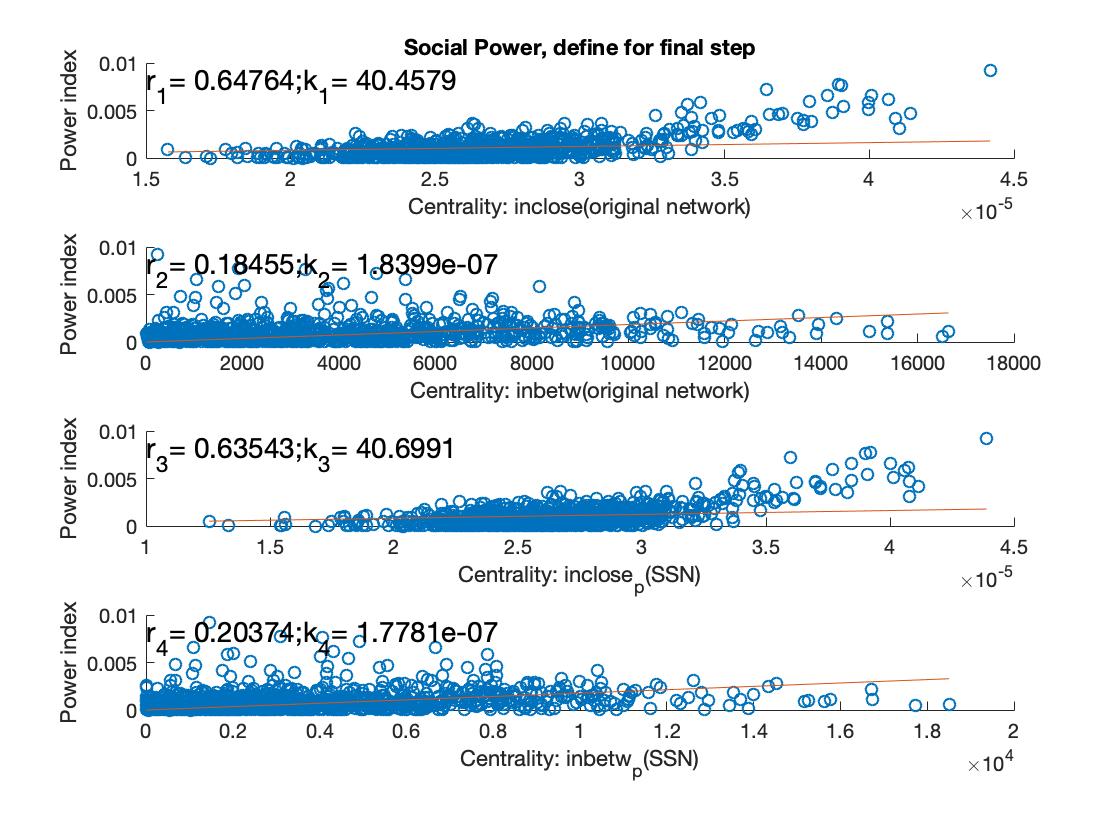 Social Power, define for final step
Power index
0.01
0.005
0
r1= 0.64764;k1= 40.4579
1.5 2 2.5 3 3.5 4 4.5
Centrality: inclose(original network)
×10-5
Power index
0.01
0.005
0
r2= 0.18455;k2= 1.8399e-07
0 2000 4000 6000 8000 10000 12000 14000 16000 18000
Centrality: inbetw(original network)
Power index
0.01
0.005
0
r3= 0.63543;k3= 40.6991
1 1.5 2 2.5 3 3.5 4 4.5
Centrality: inclosep(SSN)
×10-5
Power index
0.01
0.005
0
r4= 0.20374;k4= 1.7781e-07
0 0.2 0.4 0.6 0.8 1 1.2 1.4 1.6 1.8 2
Centrality: inbetwp(SSN)
×104